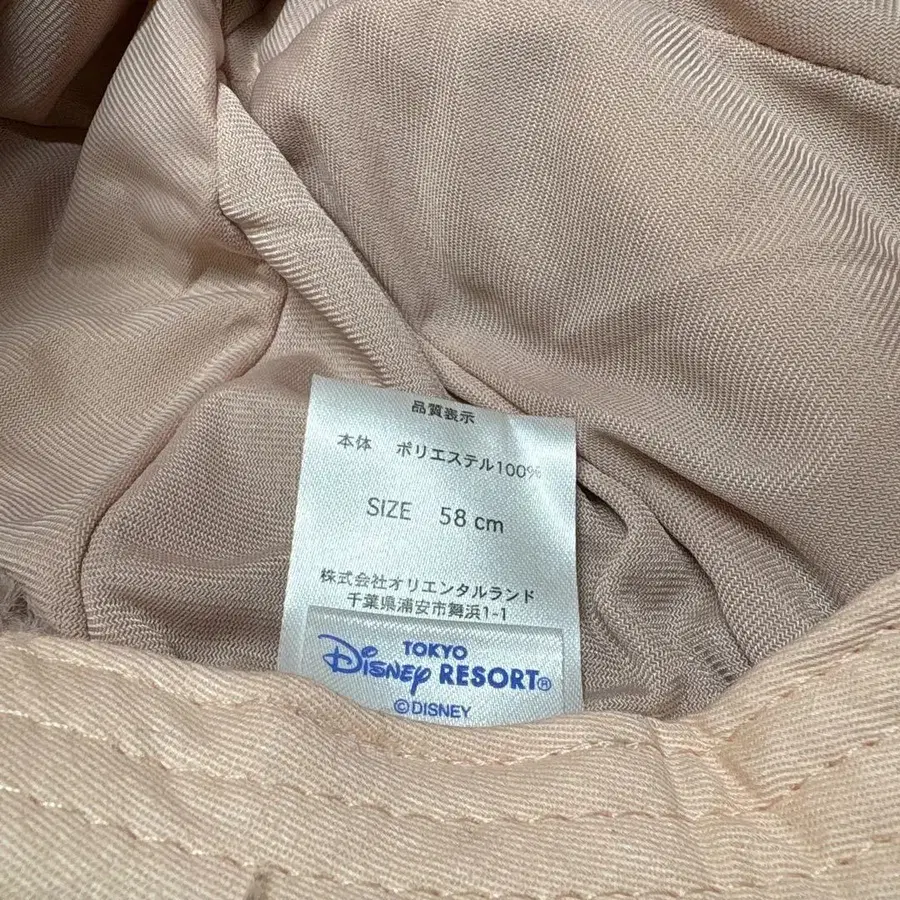 品質表示
本体　ポリエステル100%
SIZE　58 cm
株式会社オリエンタルランド
千葉県浦安市舞浜1-1
TOKYO
Disney RESORT®
©DISNEY